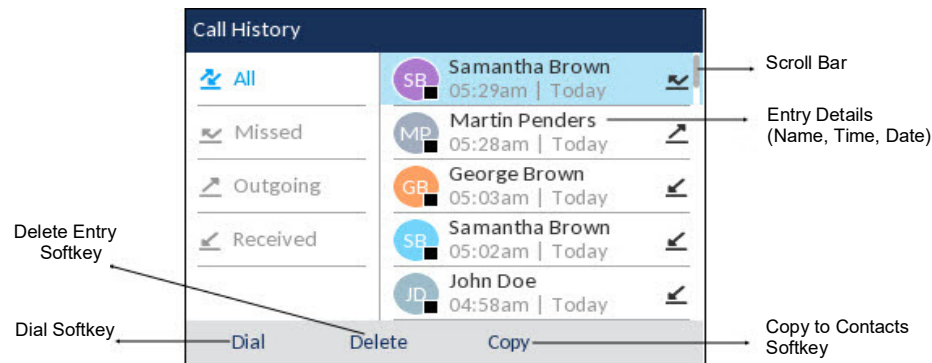 Call History
All
Missed
Outgoing
Received
SB
Samantha Brown
05:29am | Today
MP
Martin Penders
05:28am | Today
GB
George Brown
05:03am | Today
SB
Samantha Brown
05:02am | Today
JD
John Doe
04:58am | Today
Dial
Delete
Copy
Scroll Bar
Entry Details
(Name, Time, Date)
Delete Entry
Softkey
Dial Softkey
Copy to Contacts
Softkey